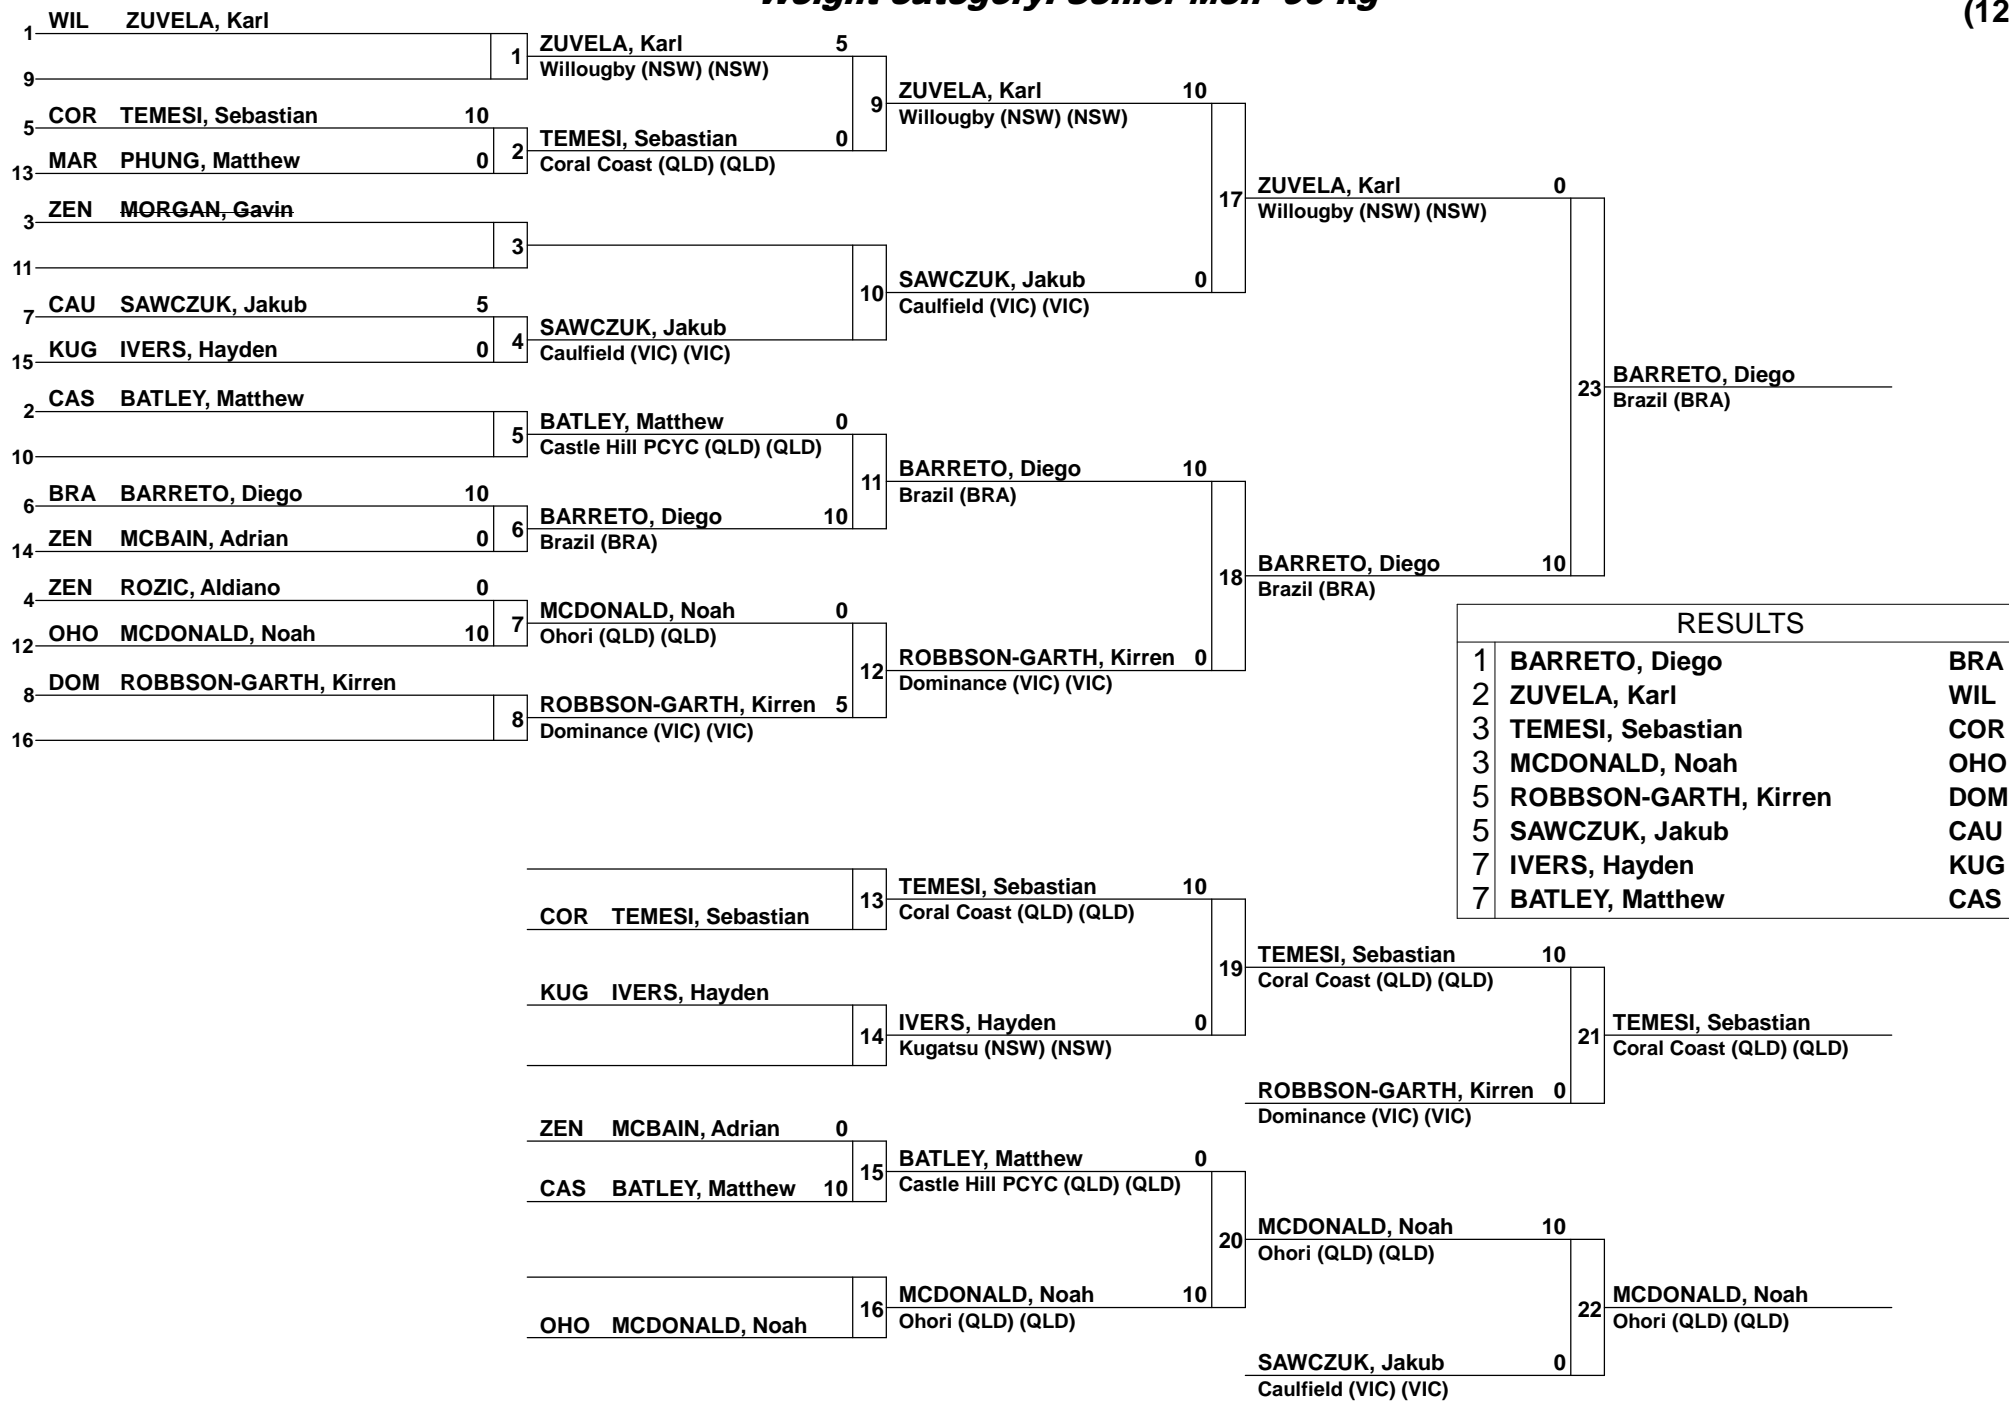 Weight category: Senior Men -90 kg
(12
1 WIL ZUVELA, Karl
9
5 COR TEMESI, Sebastian 10
13 MAR PHUNG, Matthew 0
3 ZEN MORGAN, Gavin
11
7 CAU SAWCZUK, Jakub 5
15 KUG IVERS, Hayden 0
2 CAS BATLEY, Matthew
10
6 BRA BARRETO, Diego 10
14 ZEN MCBAIN, Adrian 0
4 ZEN ROZIC, Aldiano 0
12 OHO MCDONALD, Noah 10
8 DOM ROBBSON-GARTH, Kirren
16
1 ZUVELA, Karl 5
Willougby (NSW) (NSW)
2 TEMESI, Sebastian 0
Coral Coast (QLD) (QLD)
3
4 SAWCZUK, Jakub
Caulfield (VIC) (VIC)
5 BATLEY, Matthew 0
Castle Hill PCYC (QLD) (QLD)
6 BARRETO, Diego 10
Brazil (BRA)
7 MCDONALD, Noah 0
Ohori (QLD) (QLD)
8 ROBBSON-GARTH, Kirren 5
Dominance (VIC) (VIC)
9 ZUVELA, Karl 10
Willougby (NSW) (NSW)
10 SAWCZUK, Jakub 0
Caulfield (VIC) (VIC)
11 BARRETO, Diego 10
Brazil (BRA)
12 ROBBSON-GARTH, Kirren 0
Dominance (VIC) (VIC)
17 ZUVELA, Karl 0
Willougby (NSW) (NSW)
18 BARRETO, Diego 10
Brazil (BRA)
23 BARRETO, Diego
Brazil (BRA)
RESULTS
1 BARRETO, Diego BRA
2 ZUVELA, Karl WIL
3 TEMESI, Sebastian COR
3 MCDONALD, Noah OHO
5 ROBBSON-GARTH, Kirren DOM
5 SAWCZUK, Jakub CAU
7 IVERS, Hayden KUG
7 BATLEY, Matthew CAS
COR TEMESI, Sebastian
KUG IVERS, Hayden
ZEN MCBAIN, Adrian 0
CAS BATLEY, Matthew 10
OHO MCDONALD, Noah
13 TEMESI, Sebastian 10
Coral Coast (QLD) (QLD)
14 IVERS, Hayden 0
Kugatsu (NSW) (NSW)
15 BATLEY, Matthew 0
Castle Hill PCYC (QLD) (QLD)
16 MCDONALD, Noah 10
Ohori (QLD) (QLD)
19 TEMESI, Sebastian 10
Coral Coast (QLD) (QLD)
ROBBSON-GARTH, Kirren 0
Dominance (VIC) (VIC)
20 MCDONALD, Noah 10
Ohori (QLD) (QLD)
SAWCZUK, Jakub 0
Caulfield (VIC) (VIC)
21 TEMESI, Sebastian
Coral Coast (QLD) (QLD)
22 MCDONALD, Noah
Ohori (QLD) (QLD)